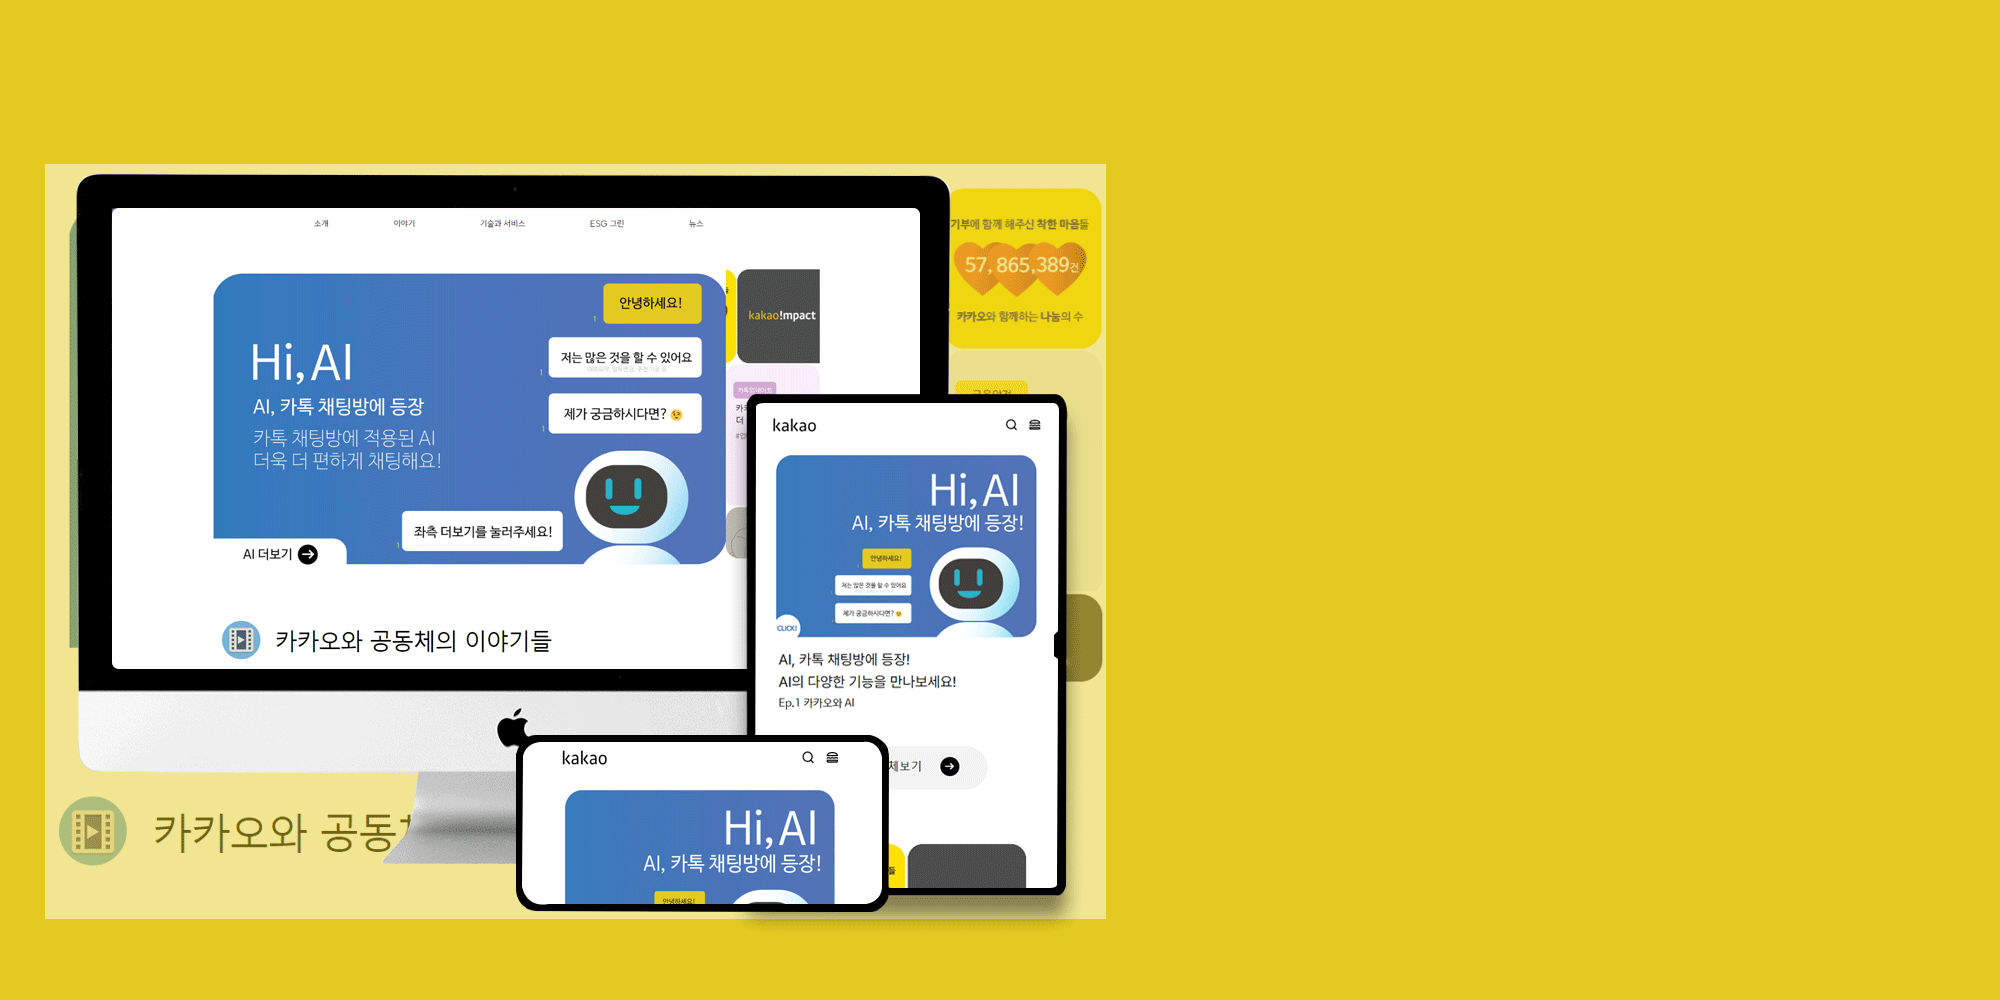 소개 이야기 기술과 서비스 ESG 그린 뉴스
Hi, AI
AI, 카톡 채팅방에 등장
카톡 채팅방에 적용된 AI
더욱 더 편하게 채팅해요!
안녕하세요!
1
저는 많은 것을 할 수 있어요
1
제가 궁금하시다면?
1
좌측 더보기를 눌러주세요!
1
AI 더보기
kakao!mpact
카톡 업데이트
더
카카오와 공동체의 이야기들
기부에 함께 해주신 착한 마음들
57, 865,389건
카카오와 함께하는 나눔의 수
카카오와 공동
kakao
Hi, AI
AI, 카톡 채팅방에 등장!
안녕하세요!
저는 많은 것을 할 수 있어요
제가 궁금하시다면?
CLICK!
AI, 카톡 채팅방에 등장!
AI의 다양한 기능을 만나보세요!
Ep.1 카카오와 AI
체보기
들
kakao
Hi, AI
AI, 카톡 채팅방에 등장!
안녕하세요!